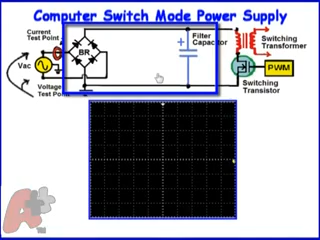 Computer Switch Mode Power Supply
Current
Test Point
Vac
Voltage
Test Point
BR
+
Filter
Capacitor
Switching
Transformer
PWM
Switching
Transistor
A+
TM